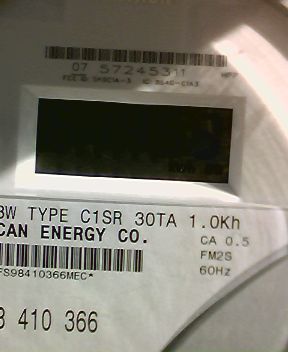 07 57245311
3W TYPE C1SR 30TA 1.0Kh
CAN ENERGY CO.
CA 0.5
FM2S
60Hz
FS98410366MEC*
3 410 366